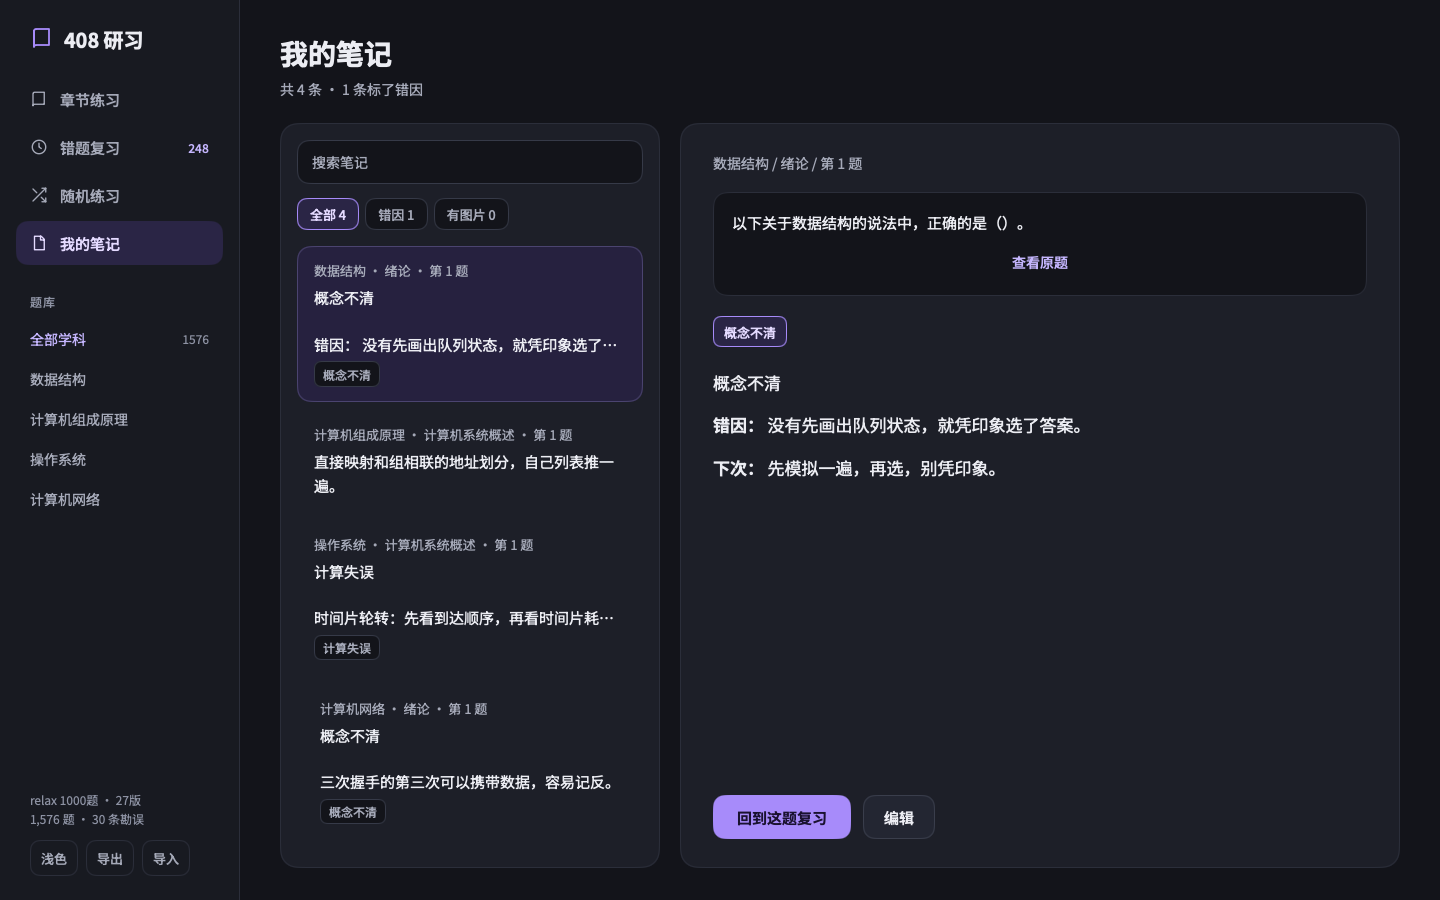 408 研习
章节练习
错题复习 248
随机练习
我的笔记
题库
全部学科 1576
数据结构
计算机组成原理
操作系统
计算机网络
relax 1000题 · 27版
1,576 题 · 30 条勘误
浅色 导出 导入
我的笔记
共 4 条 · 1 条标了错因
搜索笔记
全部 4 错因 1 有图片 0
数据结构 · 绪论 · 第 1 题
概念不清
错因： 没有先画出队列状态，就凭印象选了…
概念不清
计算机组成原理 · 计算机系统概述 · 第 1 题
直接映射和组相联的地址划分，自己列表推一
遍。
操作系统 · 计算机系统概述 · 第 1 题
计算失误
时间片轮转：先看到达顺序，再看时间片耗…
计算失误
计算机网络 · 绪论 · 第 1 题
概念不清
三次握手的第三次可以携带数据，容易记反。
概念不清
数据结构 / 绪论 / 第 1 题
以下关于数据结构的说法中，正确的是（）。
查看原题
概念不清
概念不清
错因： 没有先画出队列状态，就凭印象选了答案。
下次： 先模拟一遍，再选，别凭印象。
回到这题复习 编辑